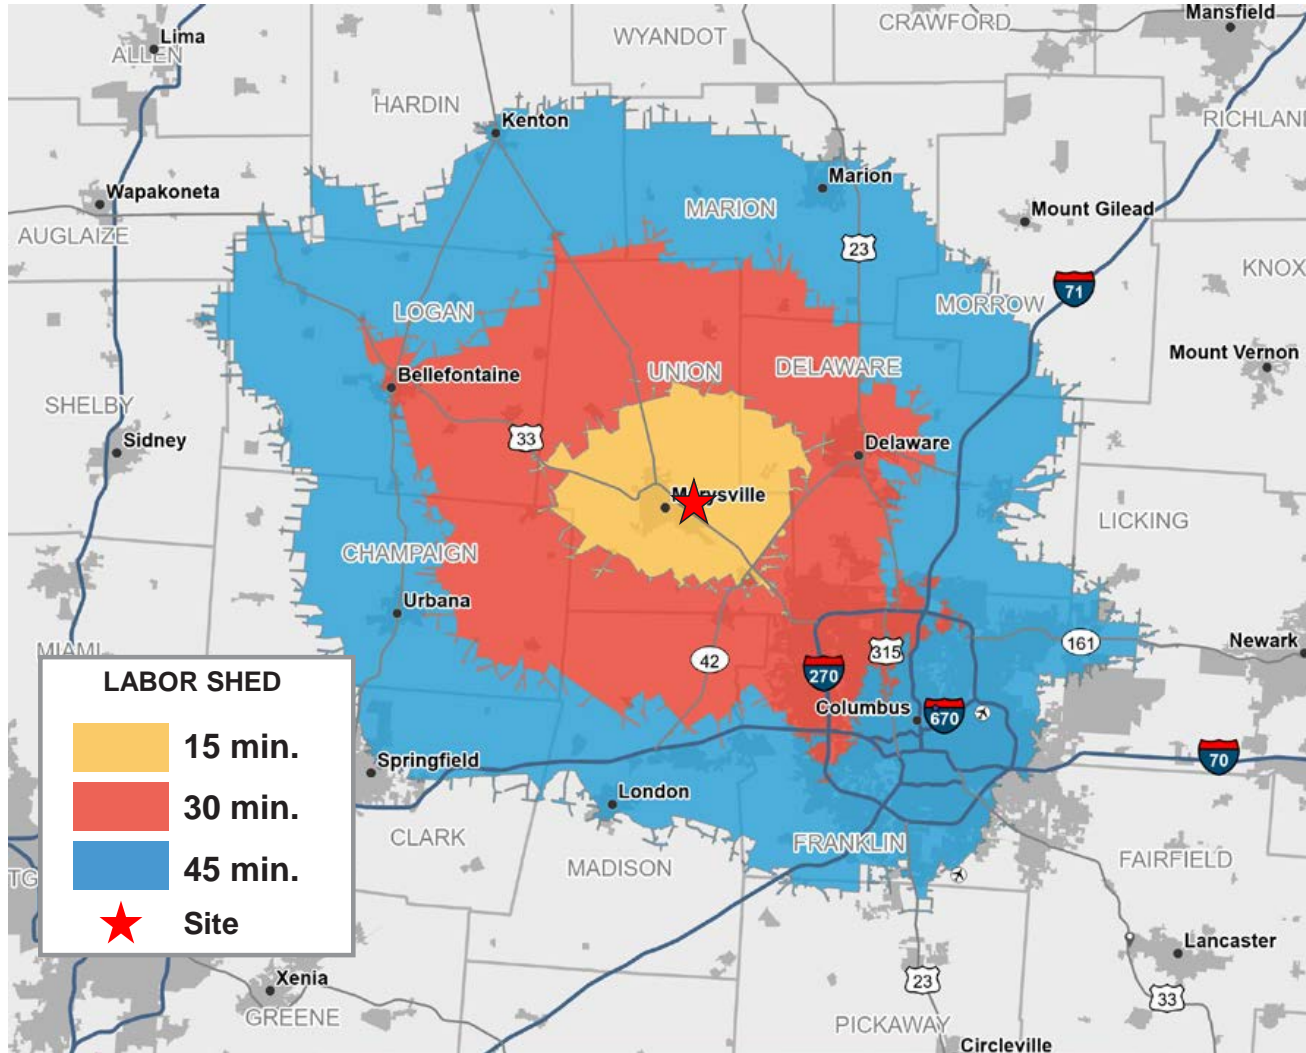 CRAWFORD
Mansfield
Lima
WYANDOT
ALLEN
HARDIN
Kenton
RICHLAND
Marion
Wapakoneta
MARION
Mount Gilead
AUGLAIZE
23
KNOX
71
MORROW
LOGAN
Mount Vernon
UNION
DELAWARE
Bellefontaine
SHELBY
33
Sidney
Delaware
Marysville
LICKING
CHAMPAIGN
Urbana
MIAMI
161
Newark
315
42
270
LABOR SHED
Columbus
670
15 min.
70
Springfield
30 min.
London
CLARK
FRANKLIN
45 min.
MADISON
FAIRFIELD
TG
Site
Lancaster
Xenia
23
33
GREENE
PICKAWAY
Circleville